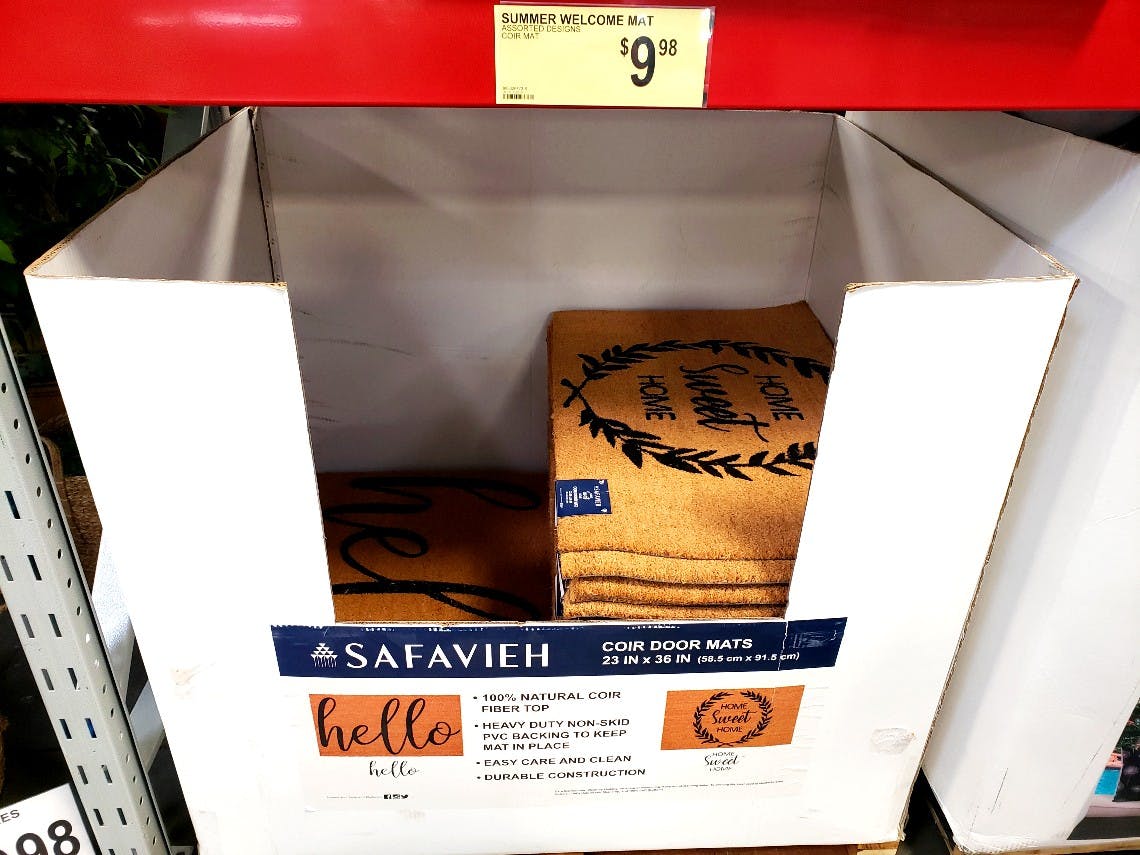 SUMMER WELCOME MAT
ASSORTED DESIGNS
COIR MAT
$9 98
HOME
Sweet
HOME
SAFAVIEH
hel
SAFAVIEH
COIR DOOR MATS
23 IN x 36 IN (58.5 cm x 91.5 cm)
hello
hello
• 100% NATURAL COIR
FIBER TOP
• HEAVY DUTY NON-SKID
PVC BACKING TO KEEP
MAT IN PLACE
• EASY CARE AND CLEAN
• DURABLE CONSTRUCTION
HOME
Sweet
HOME
HOME
Sweet
HOME
ES
98